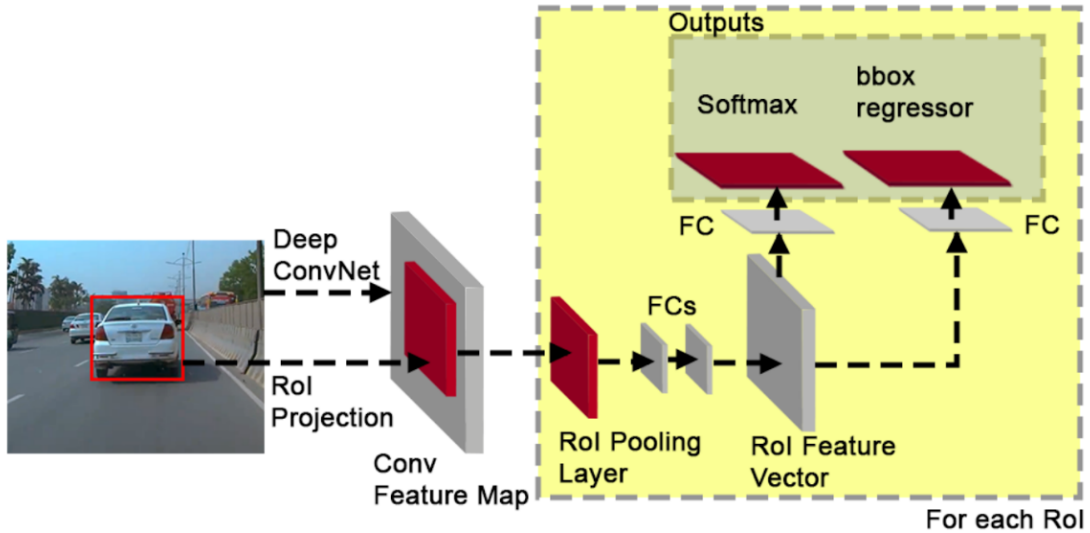 Outputs
Softmax
bbox
regressor
FC
FC
Deep
ConvNet
FCs
RoI
Projection
Conv
Feature Map
RoI Pooling
Layer
RoI Feature
Vector
For each RoI